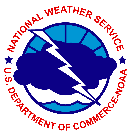 NATIONAL WEATHER SERVICE
U.S. DEPARTMENT OF COMMERCE-NOAA